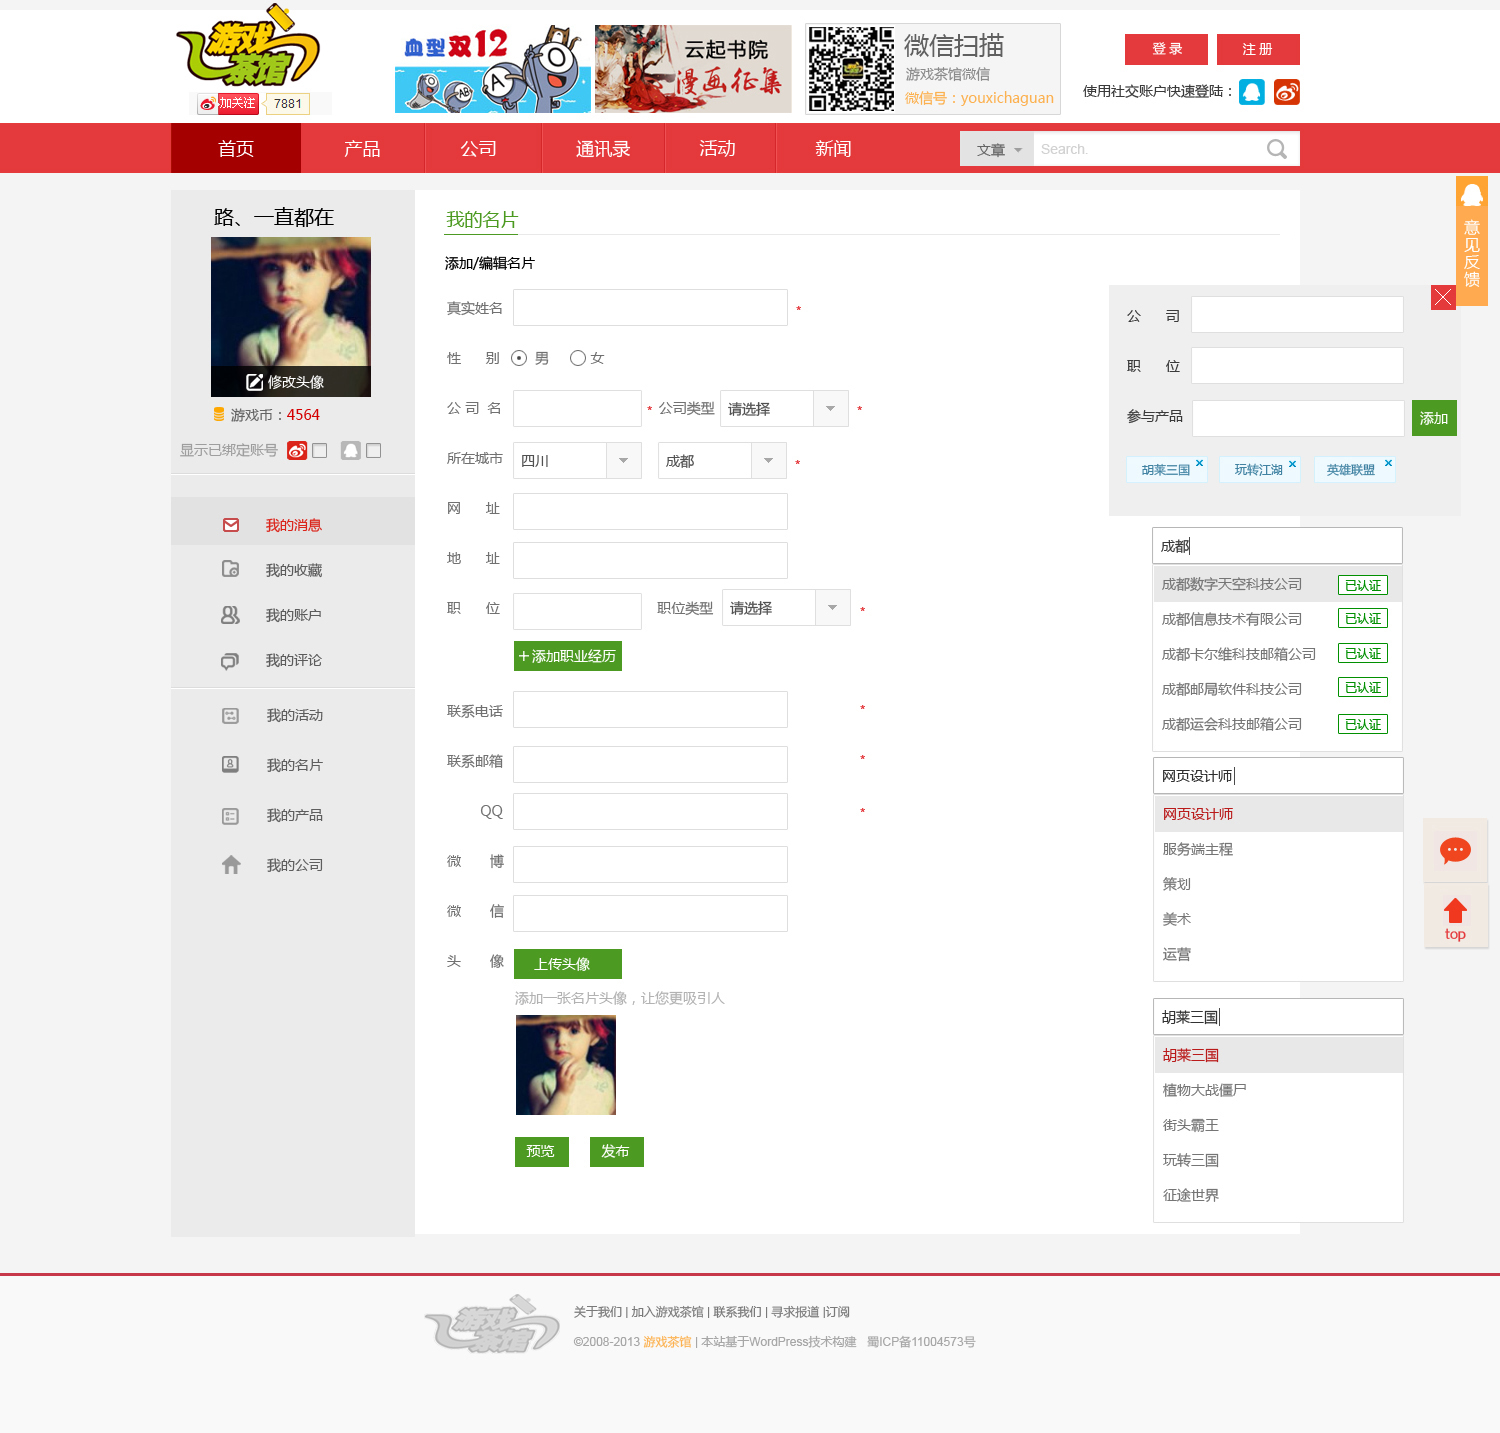 游戏茶馆
加关注 7881
血型双12
云起书院
漫画征集
微信扫描
游戏茶馆微信
微信号：youxichaguan
登录 注册
使用社交账户快速登陆：
首页 产品 公司 通讯录 活动 新闻 文章 Search.
路、一直都在
修改头像
游戏币：4564
显示已绑定账号
我的消息
我的收藏
我的账户
我的评论
我的活动
我的名片
我的产品
我的公司
我的名片
添加/编辑名片
真实姓名 *
性 别 男 女
公 司 名 * 公司类型 请选择 *
所在城市 四川 成都 *
网 址
地 址
职 位 职位类型 请选择 *
+添加职业经历
联系电话 *
联系邮箱 *
QQ *
微 博
微 信
头 像 上传头像
添加一张名片头像，让您更吸引人
预览 发布
意见反馈
公 司
职 位
参与产品 添加
胡莱三国 × 玩转江湖 × 英雄联盟 ×
成都
成都数字天空科技公司 已认证
成都信息技术有限公司 已认证
成都卡尔维科技邮箱公司 已认证
成都邮局软件科技公司 已认证
成都运会科技邮箱公司 已认证
网页设计师
网页设计师
服务端主程
策划
美术
运营
胡莱三国
胡莱三国
植物大战僵尸
街头霸王
玩转三国
征途世界
top
游戏茶馆
关于我们 | 加入游戏茶馆 | 联系我们 | 寻求报道 |订阅
©2008-2013 游戏茶馆 | 本站基于WordPress技术构建 蜀ICP备11004573号